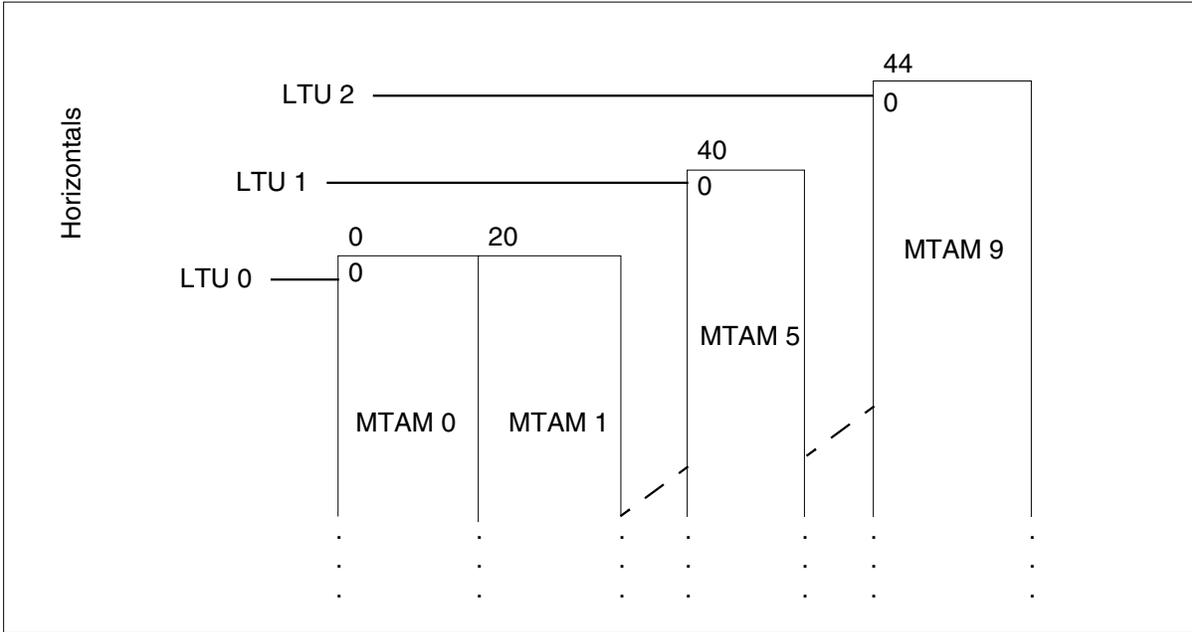 Horizontals
44
LTU 2
0
40
LTU 1
0
0
20
LTU 0
0
MTAM 9
MTAM 5
MTAM 0
MTAM 1